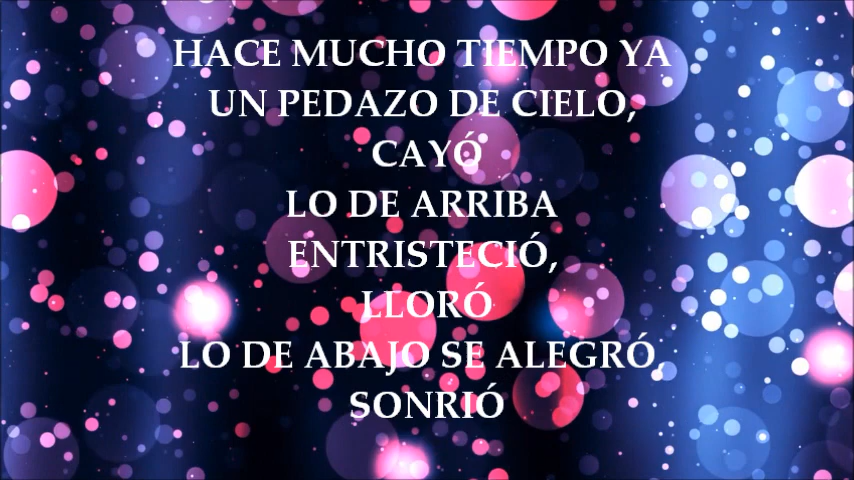 HACE MUCHO TIEMPO YA
UN PEDAZO DE CIELO,
CAYÓ
LO DE ARRIBA
ENTRISTECIÓ,
LLORÓ
LO DE ABAJO SE ALEGRÓ,
SONRIÓ